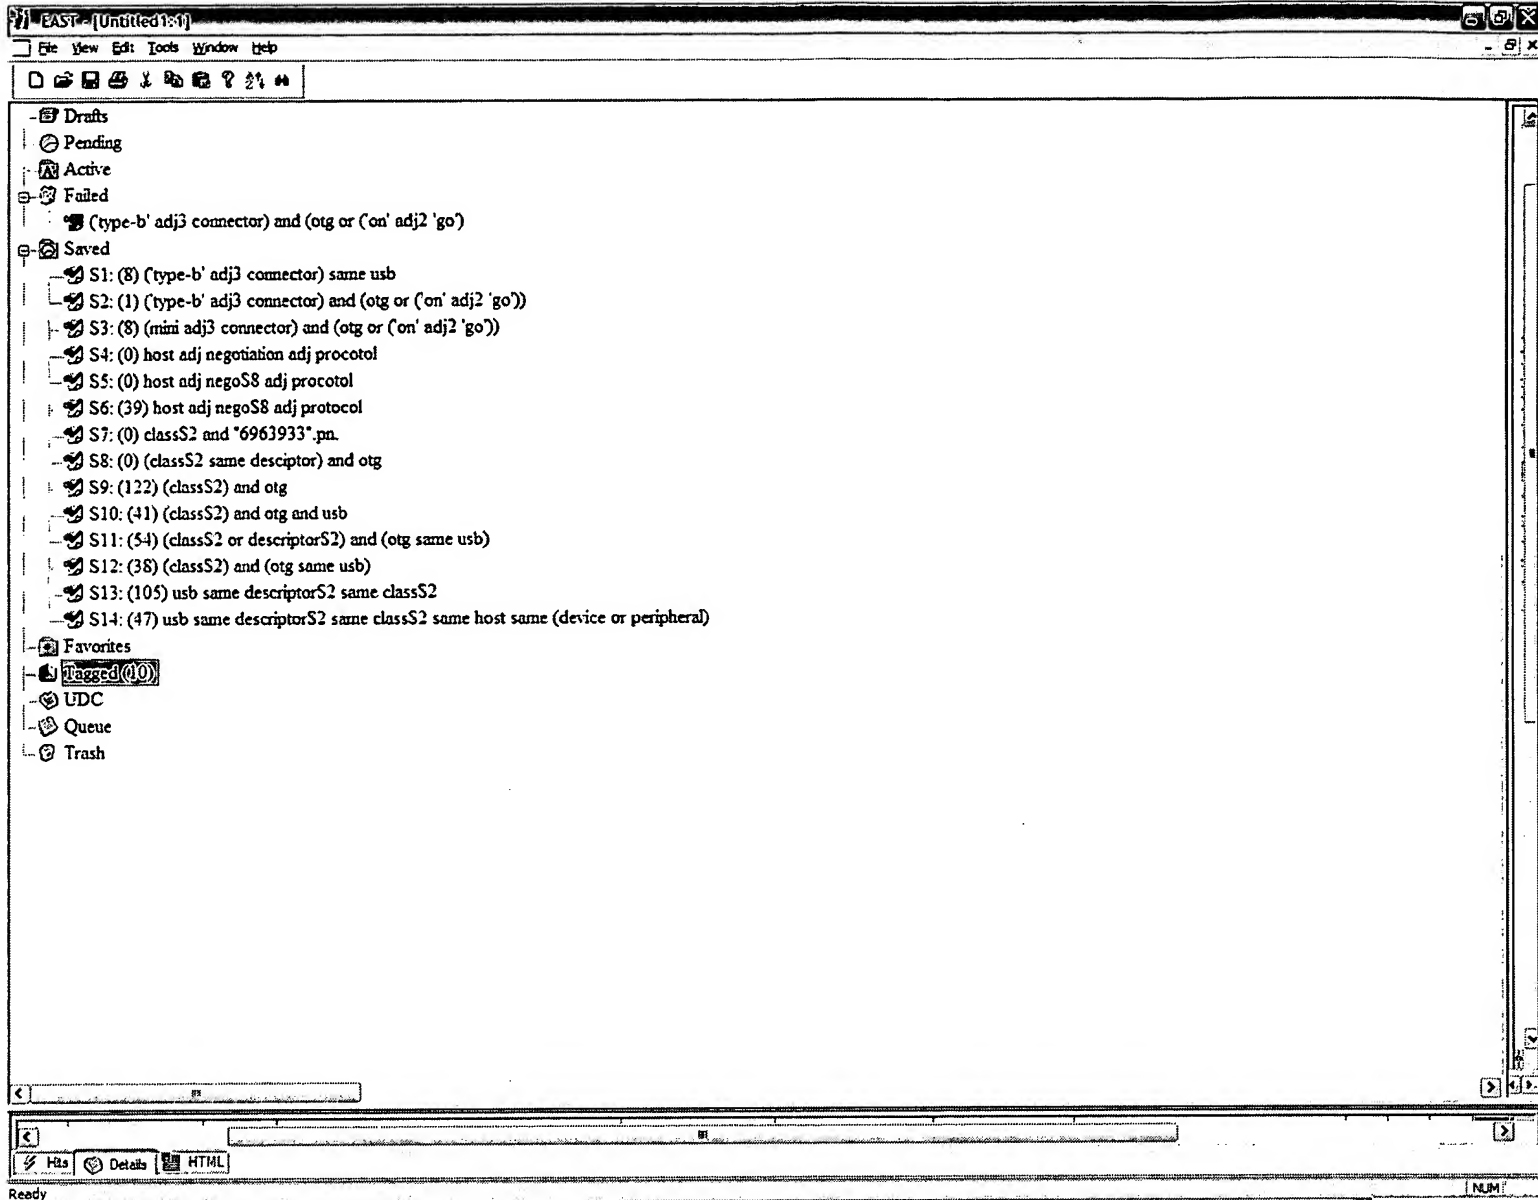 EAST - [Untitled1:1]
File View Edit Tools Window Help
Drafts
Pending
Active
Failed
('type-b' adj3 connector) and (otg or ('on' adj2 'go')
Saved
S1: (8) ('type-b' adj3 connector) same usb
S2: (1) ('type-b' adj3 connector) and (otg or ('on' adj2 'go'))
S3: (8) (mini adj3 connector) and (otg or ('on' adj2 'go'))
S4: (0) host adj negotiation adj procotol
S5: (0) host adj negoS8 adj procotol
S6: (39) host adj negoS8 adj protocol
S7: (0) classS2 and "6963933".pn.
S8: (0) (classS2 same desciptor) and otg
S9: (122) (classS2) and otg
S10: (41) (classS2) and otg and usb
S11: (54) (classS2 or descriptorS2) and (otg same usb)
S12: (38) (classS2) and (otg same usb)
S13: (105) usb same descriptorS2 same classS2
S14: (47) usb same descriptorS2 same classS2 same host same (device or peripheral)
Favorites
Tagged (10)
UDC
Queue
Trash
Hits Details HTML
Ready NUM